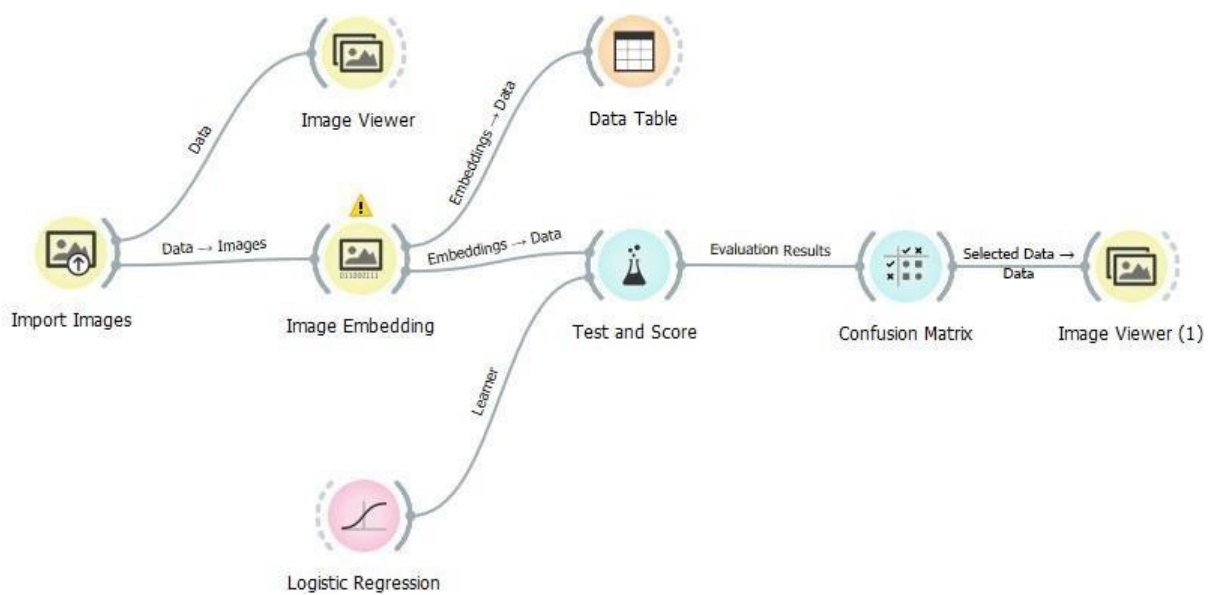 Image Viewer
Data Table
Data
Embeddings → Data
Data → Images
011000111
Embeddings → Data
Evaluation Results
Selected Data →
Data
Import Images
Image Embedding
Test and Score
Confusion Matrix
Image Viewer (1)
Learner
Logistic Regression